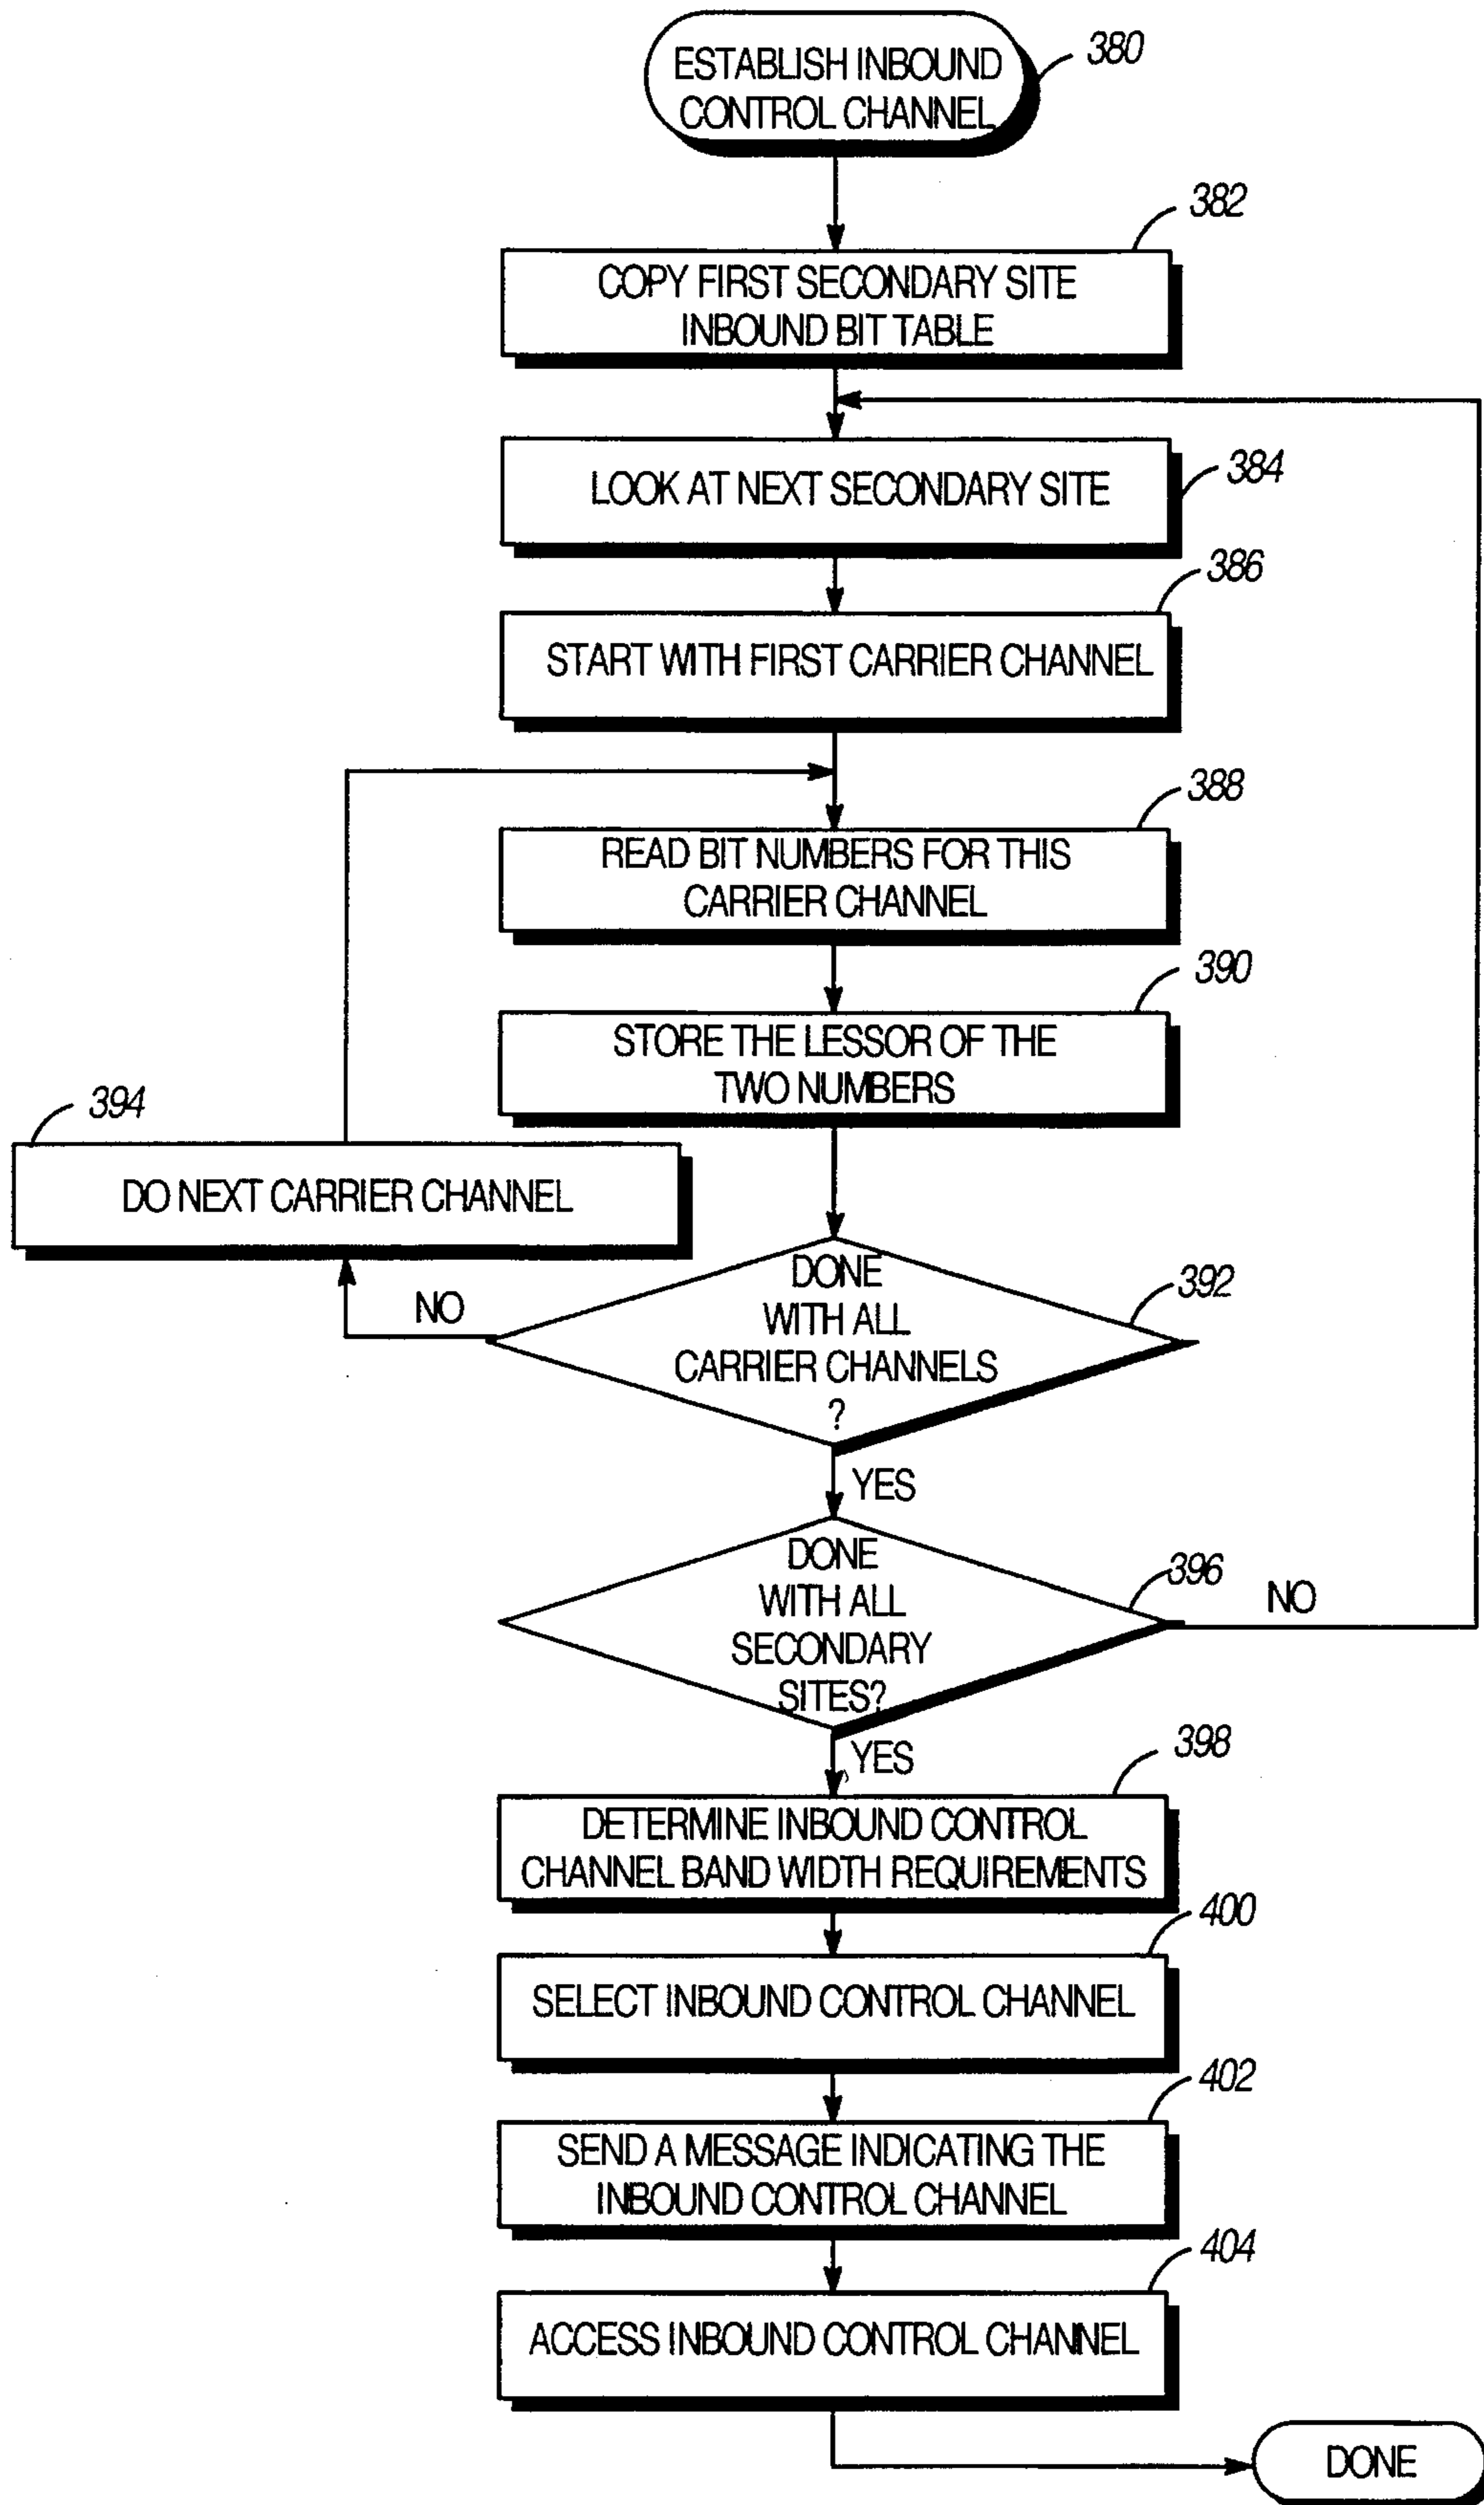 ESTABLISH INBOUND
CONTROL CHANNEL
380
382
COPY FIRST SECONDARY SITE
INBOUND BIT TABLE
384
LOOK AT NEXT SECONDARY SITE
386
START WITH FIRST CARRIER CHANNEL
388
READ BIT NUMBERS FOR THIS
CARRIER CHANNEL
390
STORE THE LESSOR OF THE
TWO NUMBERS
394
DO NEXT CARRIER CHANNEL
392
DONE
WITH ALL
CARRIER CHANNELS
?
NO
YES
396
DONE
WITH ALL
SECONDARY
SITES?
NO
YES
398
DETERMINE INBOUND CONTROL
CHANNEL BAND WIDTH REQUIREMENTS
400
SELECT INBOUND CONTROL CHANNEL
402
SEND A MESSAGE INDICATING THE
INBOUND CONTROL CHANNEL
404
ACCESS INBOUND CONTROL CHANNEL
DONE